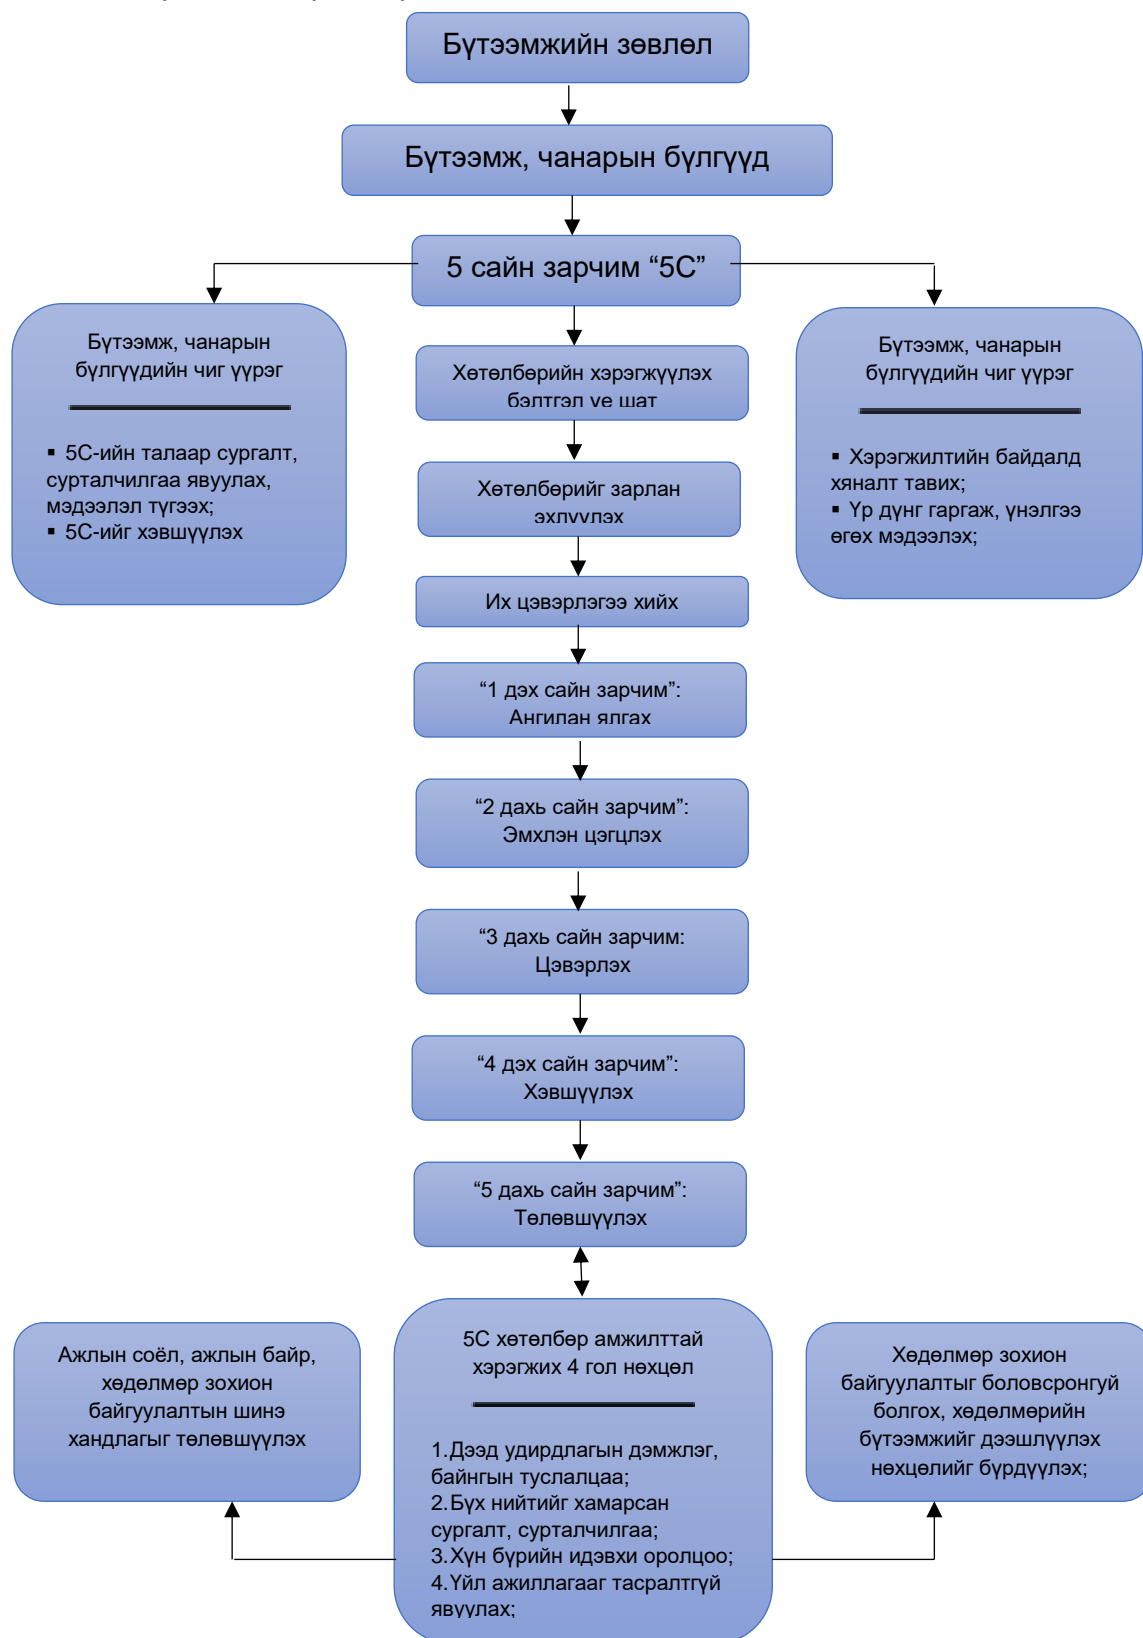 Бүтээмжийн зөвлөл
Бүтээмж, чанарын бүлгүүд
5 сайн зарчим “5С”
Бүтээмж, чанарын
бүлгүүдийн чиг үүрэг
▪ 5С-ийн талаар сургалт,
сурталчилгаа явуулах,
мэдээлэл түгээх;
▪ 5С-ийг хэвшүүлэх
Бүтээмж, чанарын
бүлгүүдийн чиг үүрэг
▪ Хэрэгжилтийн байдалд
хяналт тавих;
▪ Үр дүнг гаргаж, үнэлгээ
өгөх мэдээлэх;
Хөтөлбөрийн хэрэгжүүлэх
бэлтгэл үе шат
Хөтөлбөрийг зарлан
эхлүүлэх
Их цэвэрлэгээ хийх
“1 дэх сайн зарчим”:
Ангилан ялгах
“2 дахь сайн зарчим”:
Эмхлэн цэгцлэх
“3 дахь сайн зарчим:
Цэвэрлэх
“4 дэх сайн зарчим”:
Хэвшүүлэх
“5 дахь сайн зарчим”:
Төлөвшүүлэх
Ажлын соёл, ажлын байр,
хөдөлмөр зохион
байгуулалтын шинэ
хандлагыг төлөвшүүлэх
5С хөтөлбөр амжилттай
хэрэгжих 4 гол нөхцөл
1.Дээд удирдлагын дэмжлэг,
байнгын туслалцаа;
2.Бүх нийтийг хамарсан
сургалт, сурталчилгаа;
3.Хүн бүрийн идэвхи оролцоо;
4.Үйл ажиллагааг тасралтгүй
явуулах;
Хөдөлмөр зохион
байгуулалтыг боловсронгуй
болгох, хөдөлмөрийн
бүтээмжийг дээшлүүлэх
нөхцөлийг бүрдүүлэх;